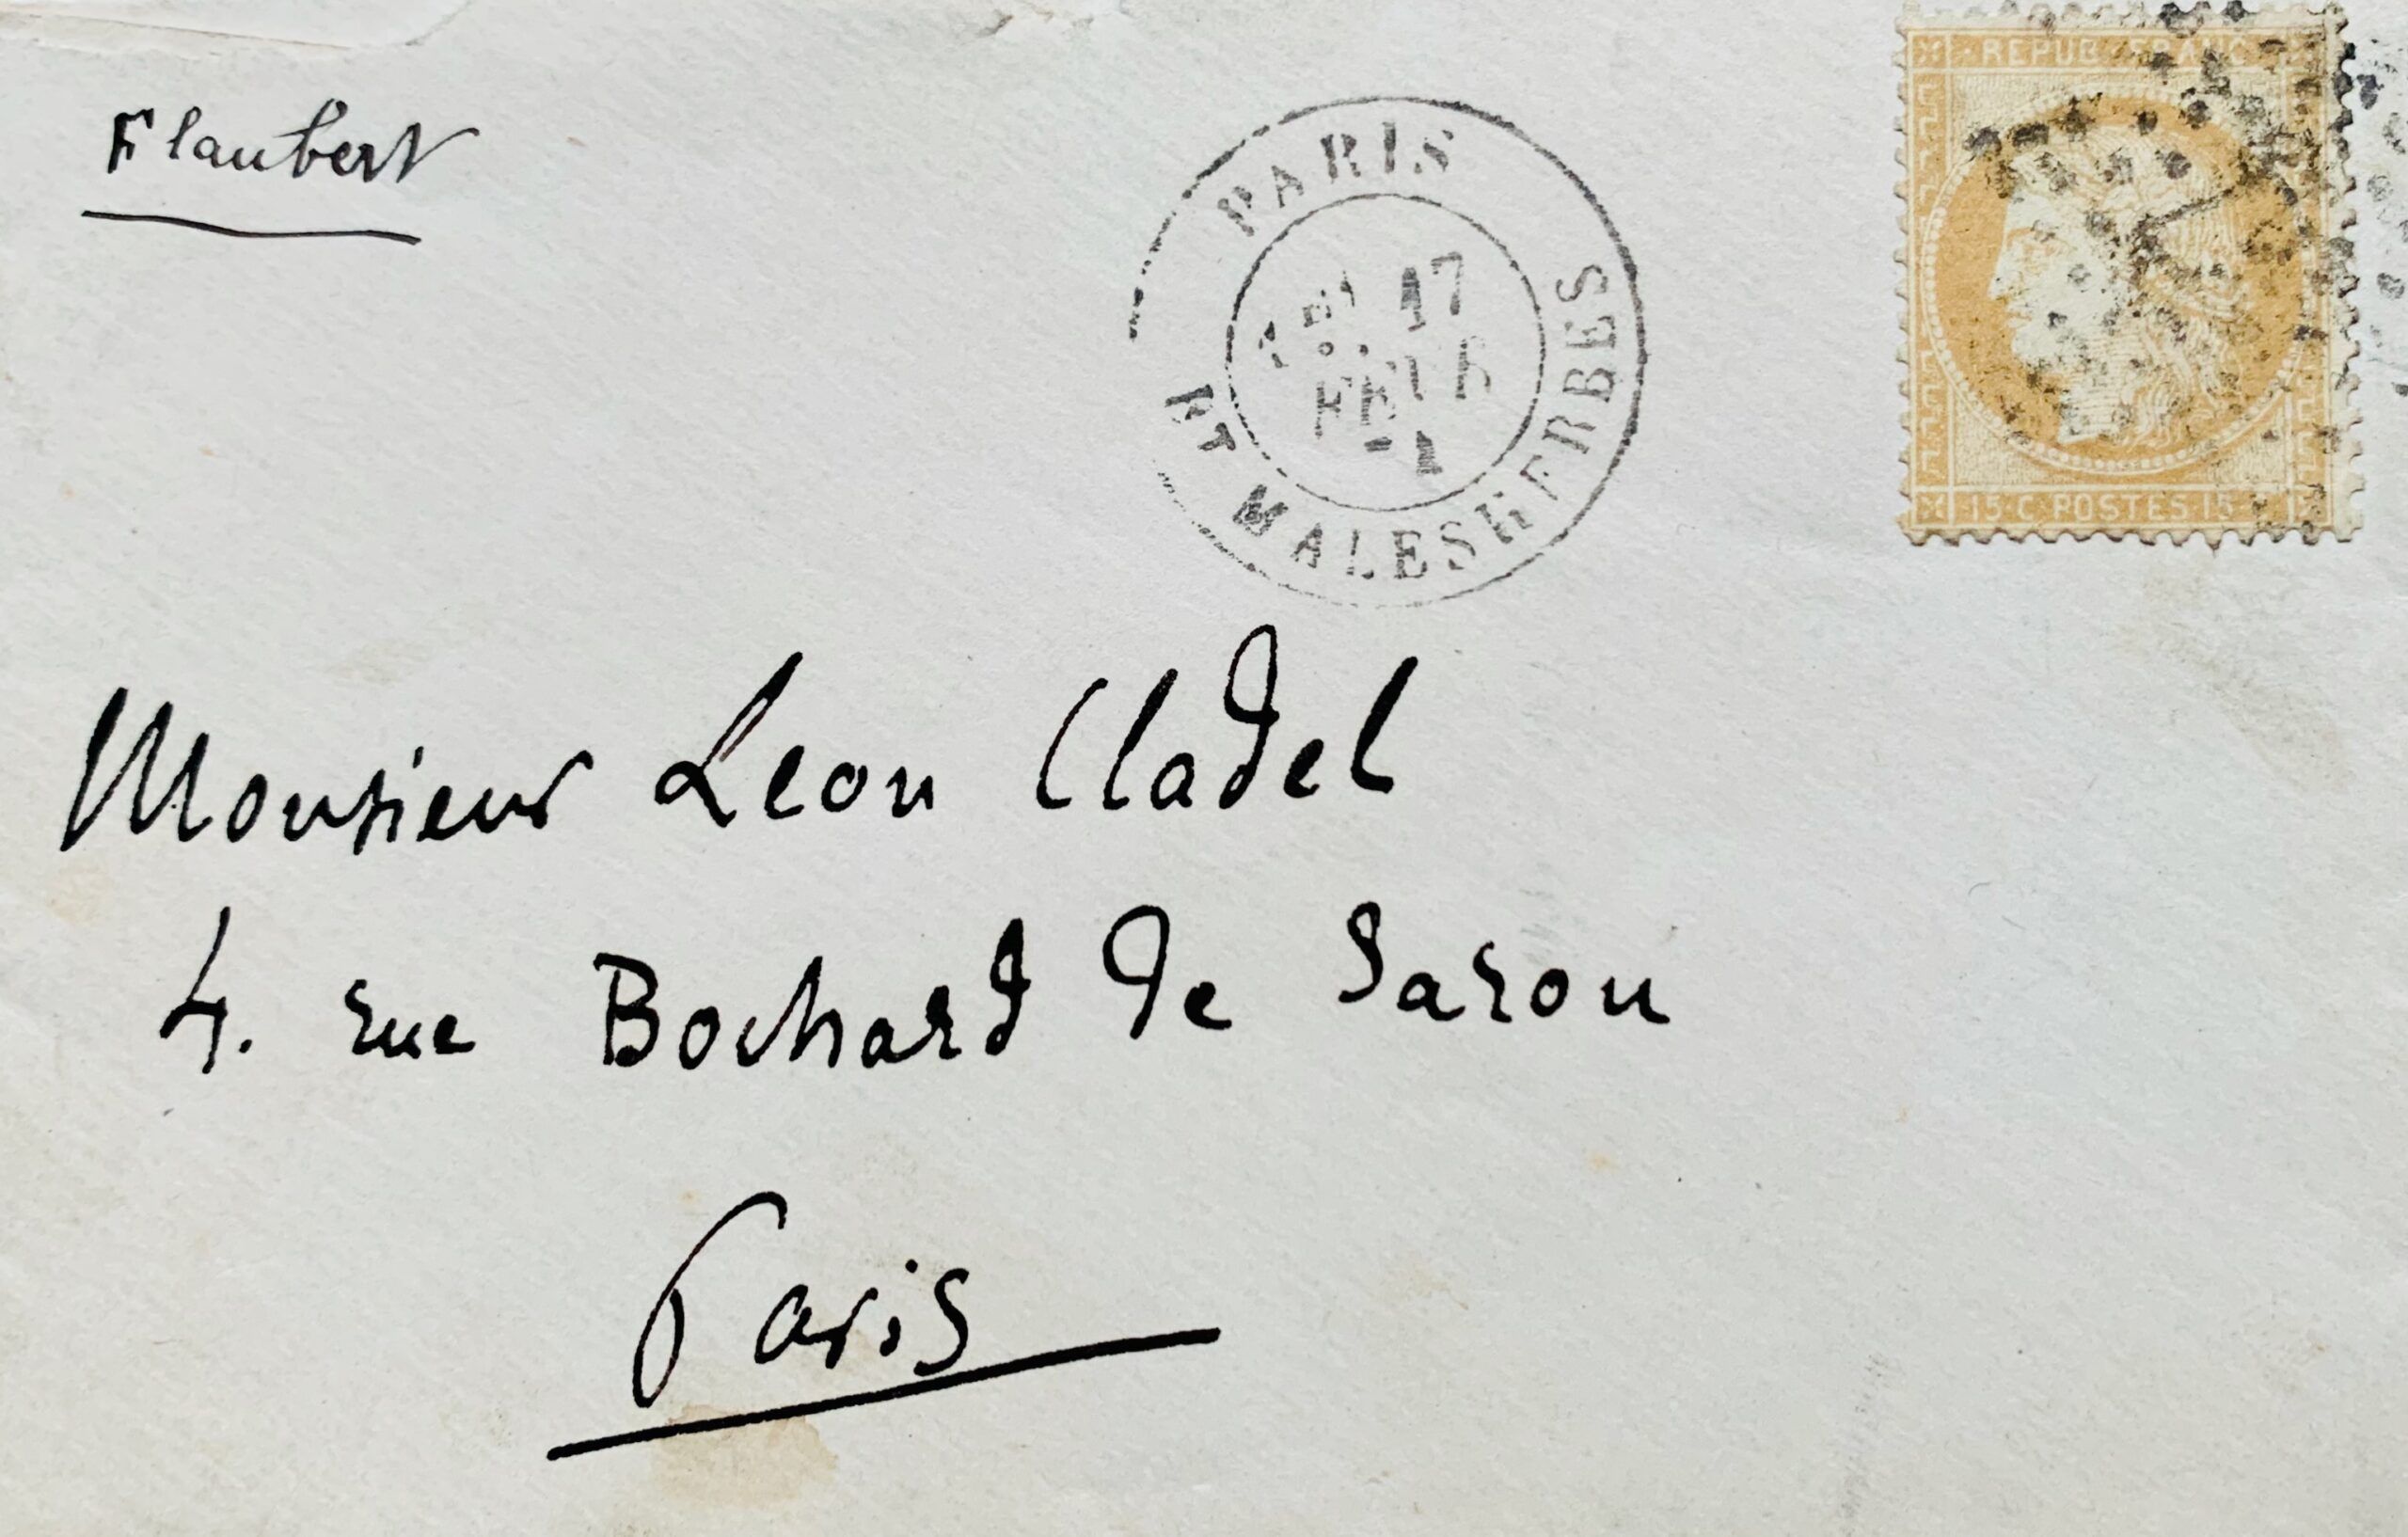 Flaubert
PARIS
Bᴛ MALESHERBES
17
FEVR
REPUB FRANC
15·C·POSTES·15
Monsieur Leon Cladel
4. rue Bochard de Saron
Paris